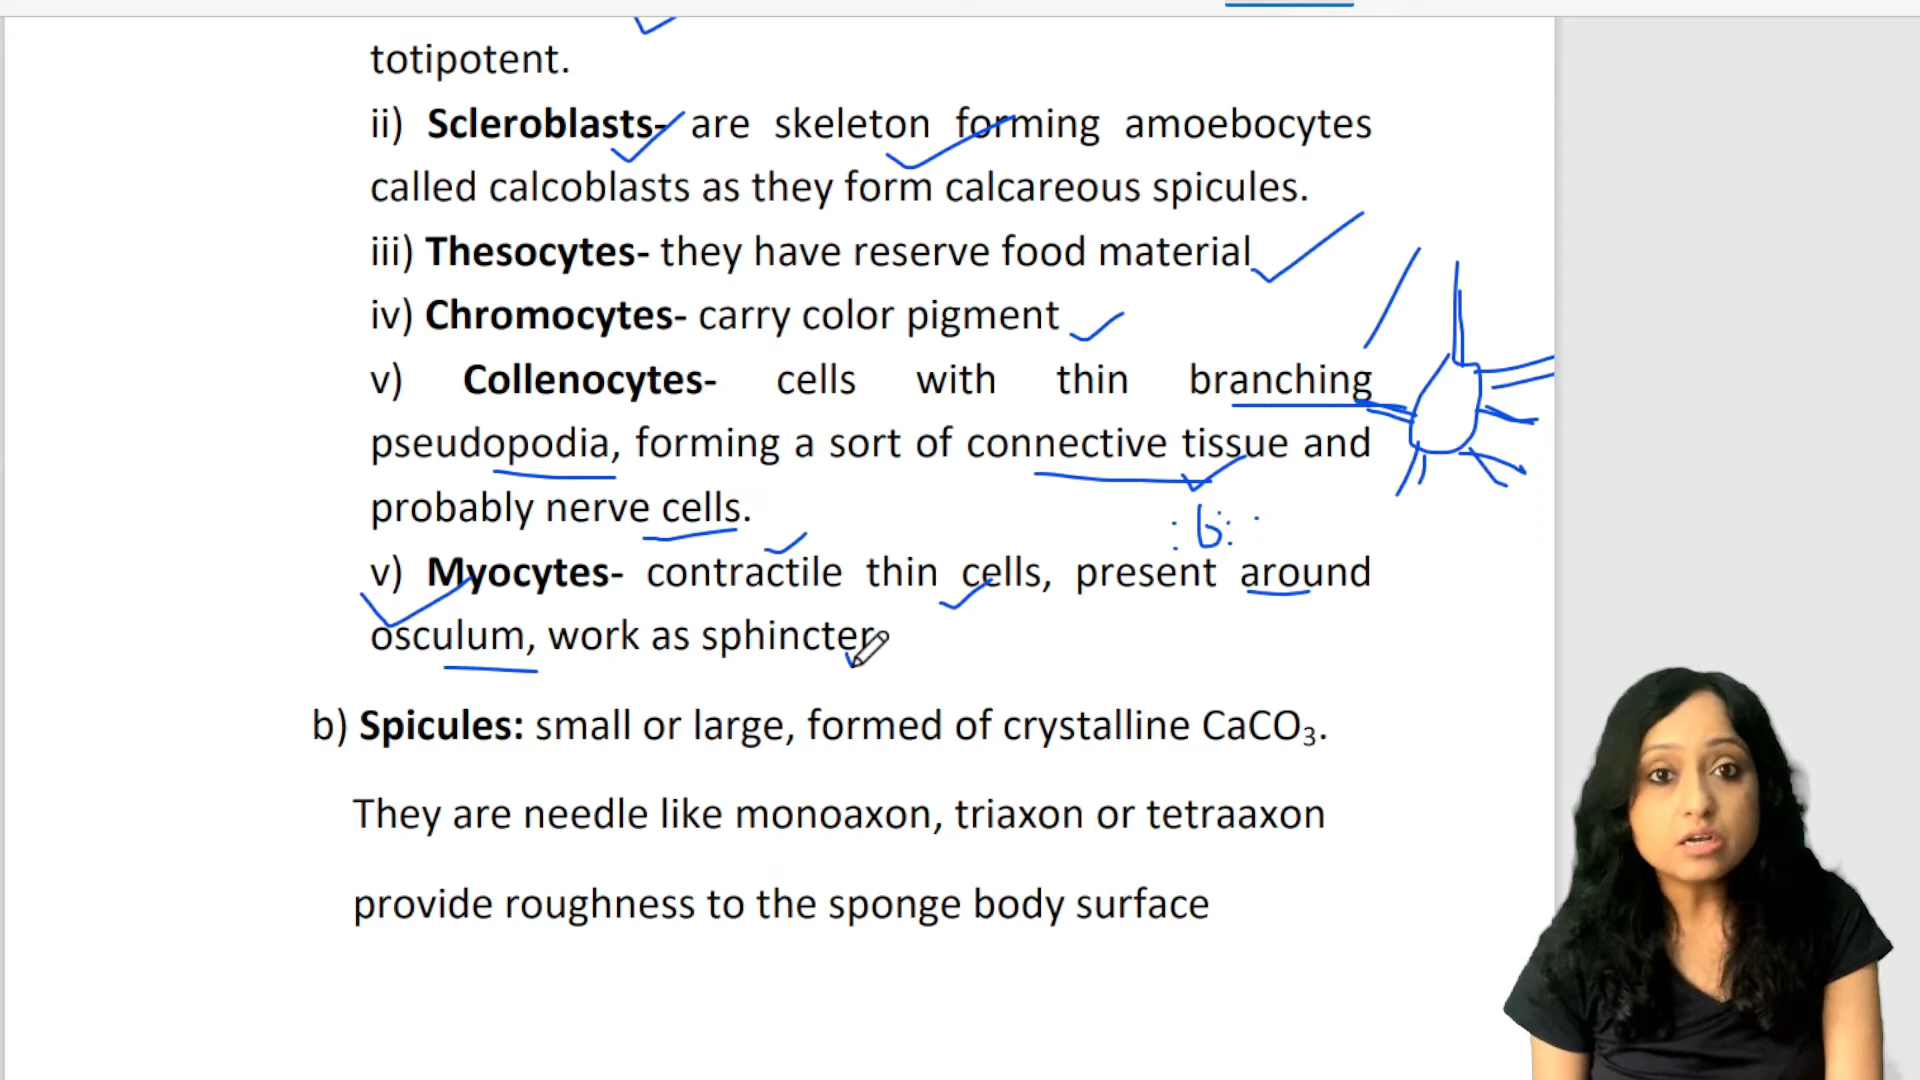 totipotent.
ii) Scleroblasts- are skeleton forming amoebocytes
called calcoblasts as they form calcareous spicules.
iii) Thesocytes- they have reserve food material
iv) Chromocytes- carry color pigment
v) Collenocytes- cells with thin branching
pseudopodia, forming a sort of connective tissue and
probably nerve cells.
v) Myocytes- contractile thin cells, present around
osculum, work as sphincter
b) Spicules: small or large, formed of crystalline CaCO₃.
They are needle like monoaxon, triaxon or tetraaxon
provide roughness to the sponge body surface